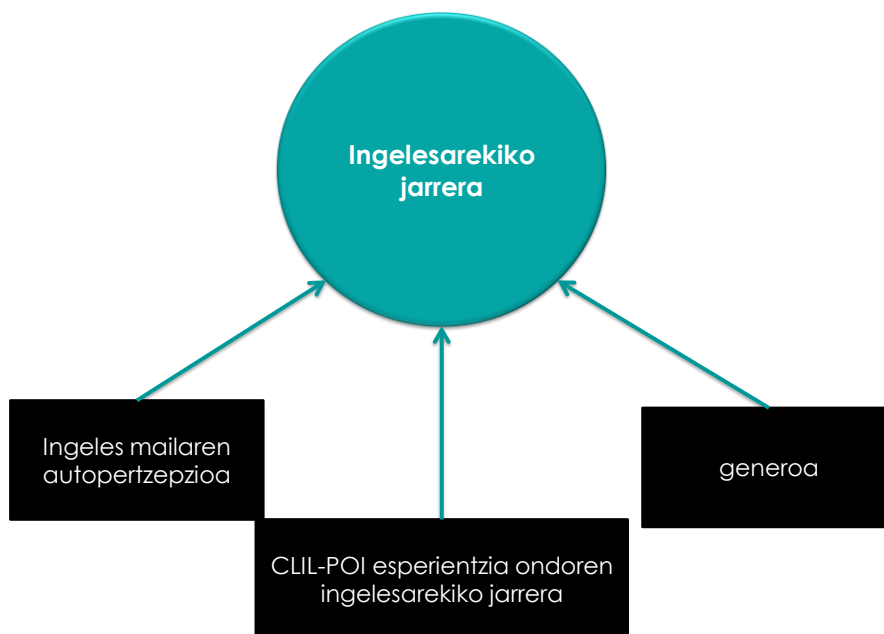 Ingelesarekiko
jarrera
Ingeles mailaren
autopertzepzioa
generoa
CLIL-POI esperientzia ondoren
ingelesarekiko jarrera